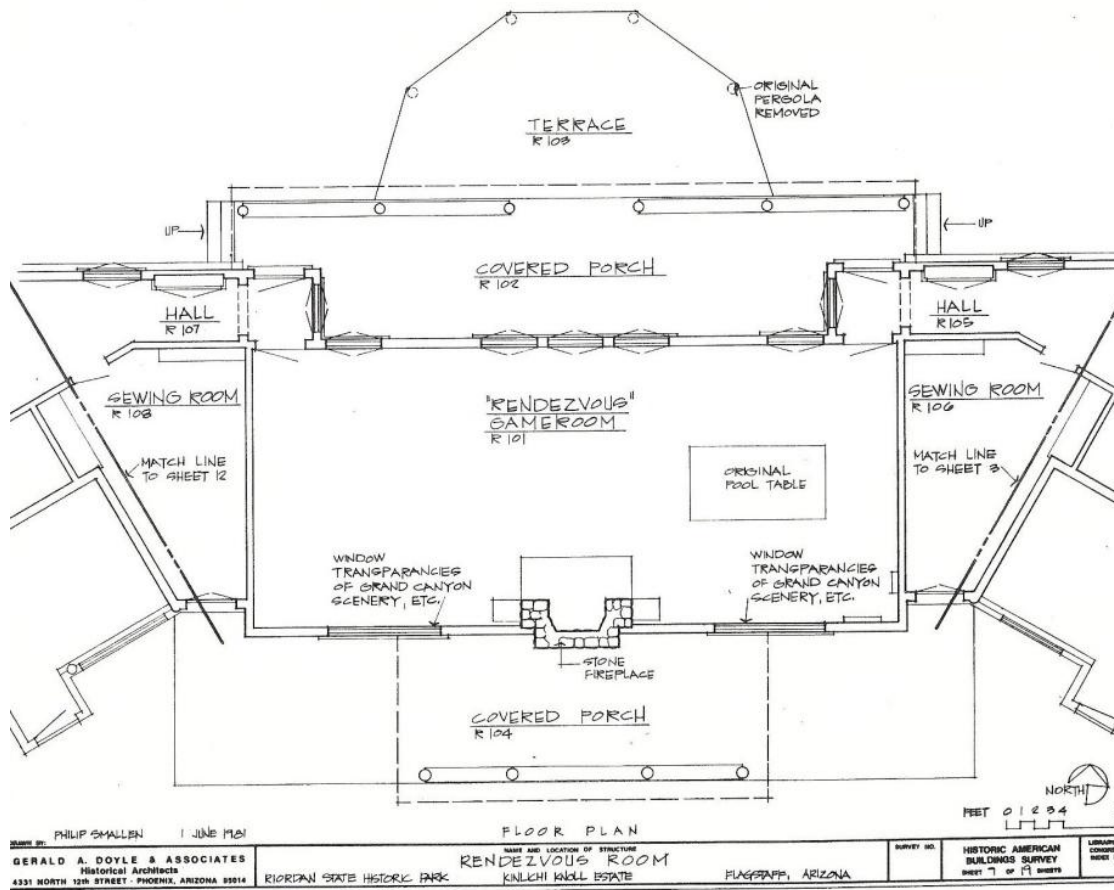 ORIGINAL
PERGOLA
REMOVED
TERRACE
R 103
UP
UP
COVERED PORCH
R 102
HALL
R 107
HALL
R 105
SEWING ROOM
R 108
"RENDEZVOUS"
GAMEROOM
R 101
SEWING ROOM
R 106
MATCH LINE
TO SHEET 12
ORIGINAL
POOL TABLE
MATCH LINE
TO SHEET 3
WINDOW
TRANSPARANCIES
OF GRAND CANYON
SCENERY, ETC.
WINDOW
TRANSPARANCIES
OF GRAND CANYON
SCENERY, ETC.
STONE
FIREPLACE
COVERED PORCH
R 104
NORTH
FEET 0 1 2 3 4
DRAWN BY: PHILIP SMALLEN 1 JUNE 1981
FLOOR PLAN
GERALD A. DOYLE & ASSOCIATES
Historical Architects
4331 NORTH 12th STREET - PHOENIX, ARIZONA 85014
NAME AND LOCATION OF STRUCTURE
RENDEZVOUS ROOM
RIORDAN STATE HISTORIC PARK KINLICHI KNOLL ESTATE FLAGSTAFF, ARIZONA
SURVEY NO.
HISTORIC AMERICAN
BUILDINGS SURVEY
SHEET 7 OF 19 SHEETS
INDEX